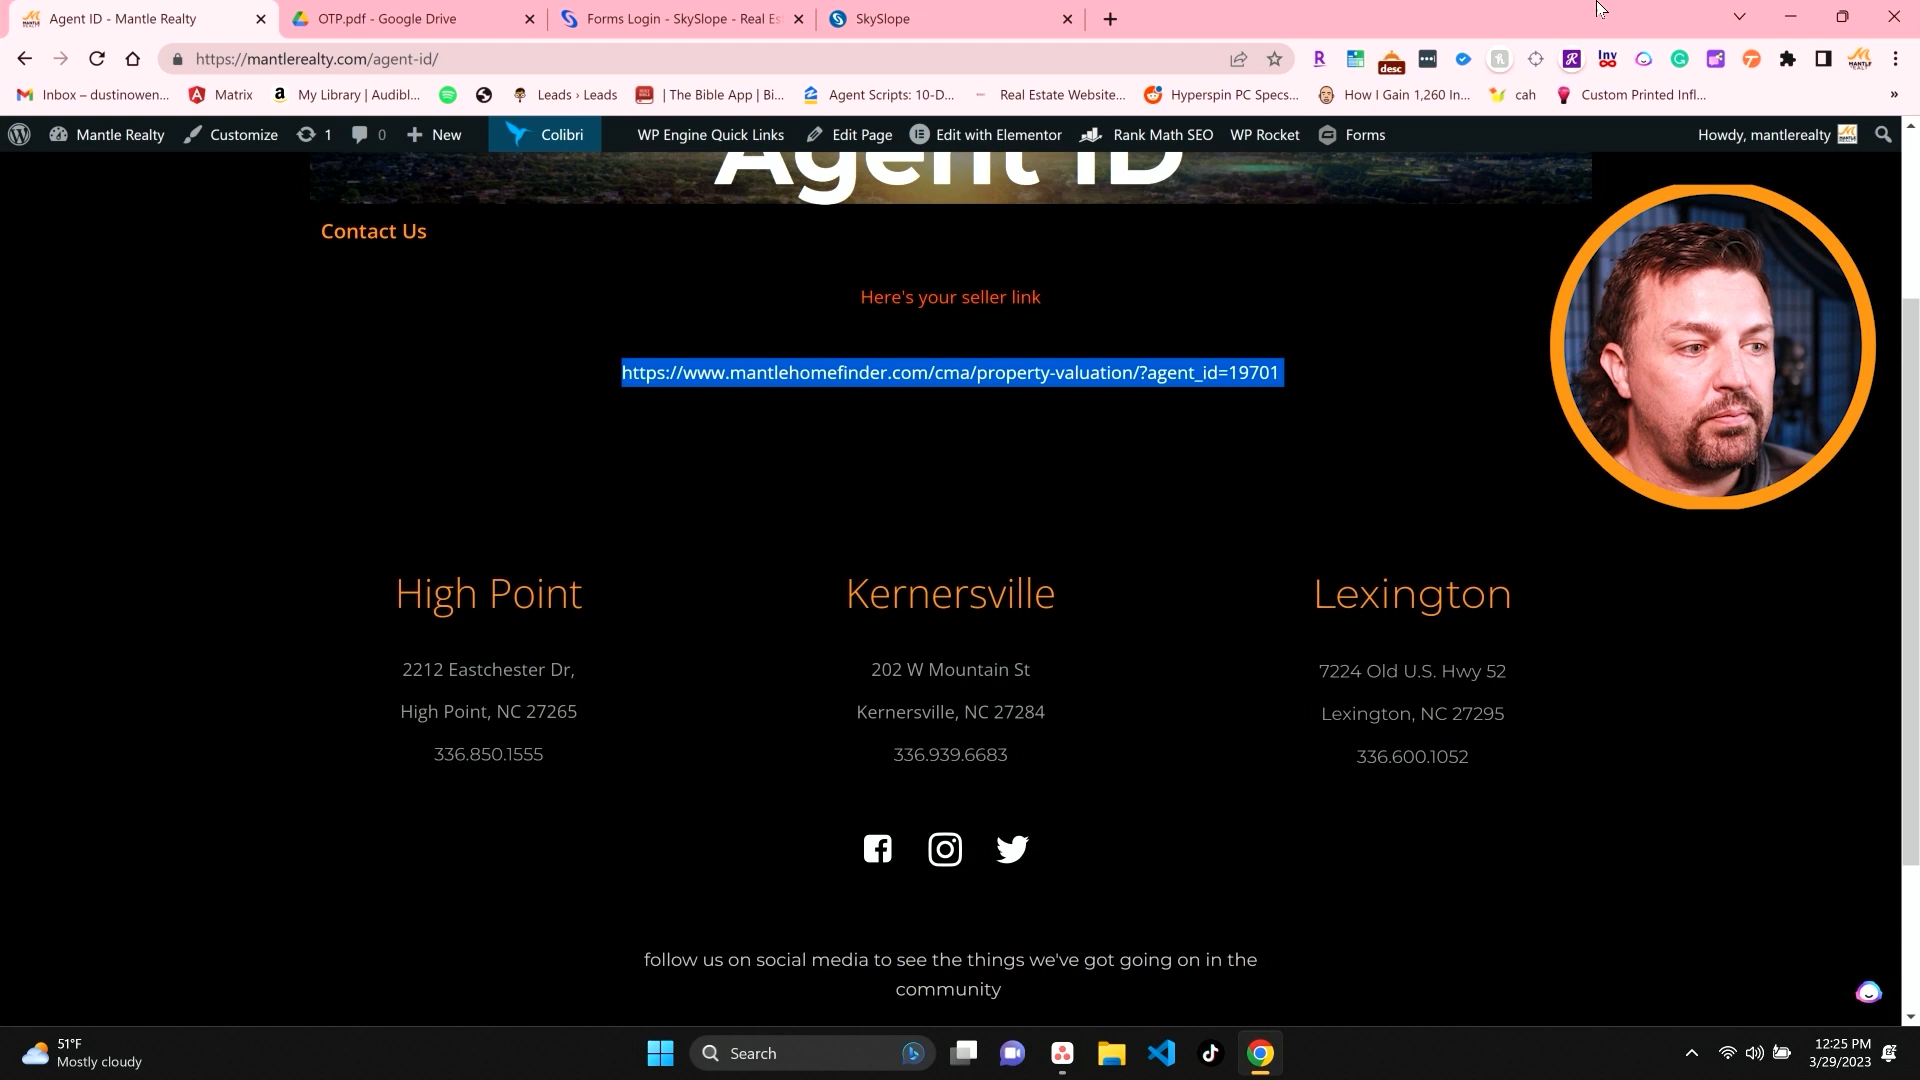 Agent ID - Mantle Realty
OTP.pdf - Google Drive
Forms Login - SkySlope - Real Es
SkySlope
https://mantlerealty.com/agent-id/
desc
Inv
Inbox – dustinowen...
Matrix
My Library | Audibl...
Leads › Leads
| The Bible App | Bi...
Agent Scripts: 10-D...
Real Estate Website...
Hyperspin PC Specs...
How I Gain 1,260 In...
cah
Custom Printed Infl...
»
Mantle Realty
Customize
1
0
New
Colibri
WP Engine Quick Links
Edit Page
Edit with Elementor
Rank Math SEO
WP Rocket
Forms
Howdy, mantlerealty
Agent ID
Contact Us
Here's your seller link
https://www.mantlehomefinder.com/cma/property-valuation/?agent_id=19701
High Point
2212 Eastchester Dr,
High Point, NC 27265
336.850.1555
Kernersville
202 W Mountain St
Kernersville, NC 27284
336.939.6683
Lexington
7224 Old U.S. Hwy 52
Lexington, NC 27295
336.600.1052
follow us on social media to see the things we've got going on in the
community
51°F
Mostly cloudy
Search
12:25 PM
3/29/2023